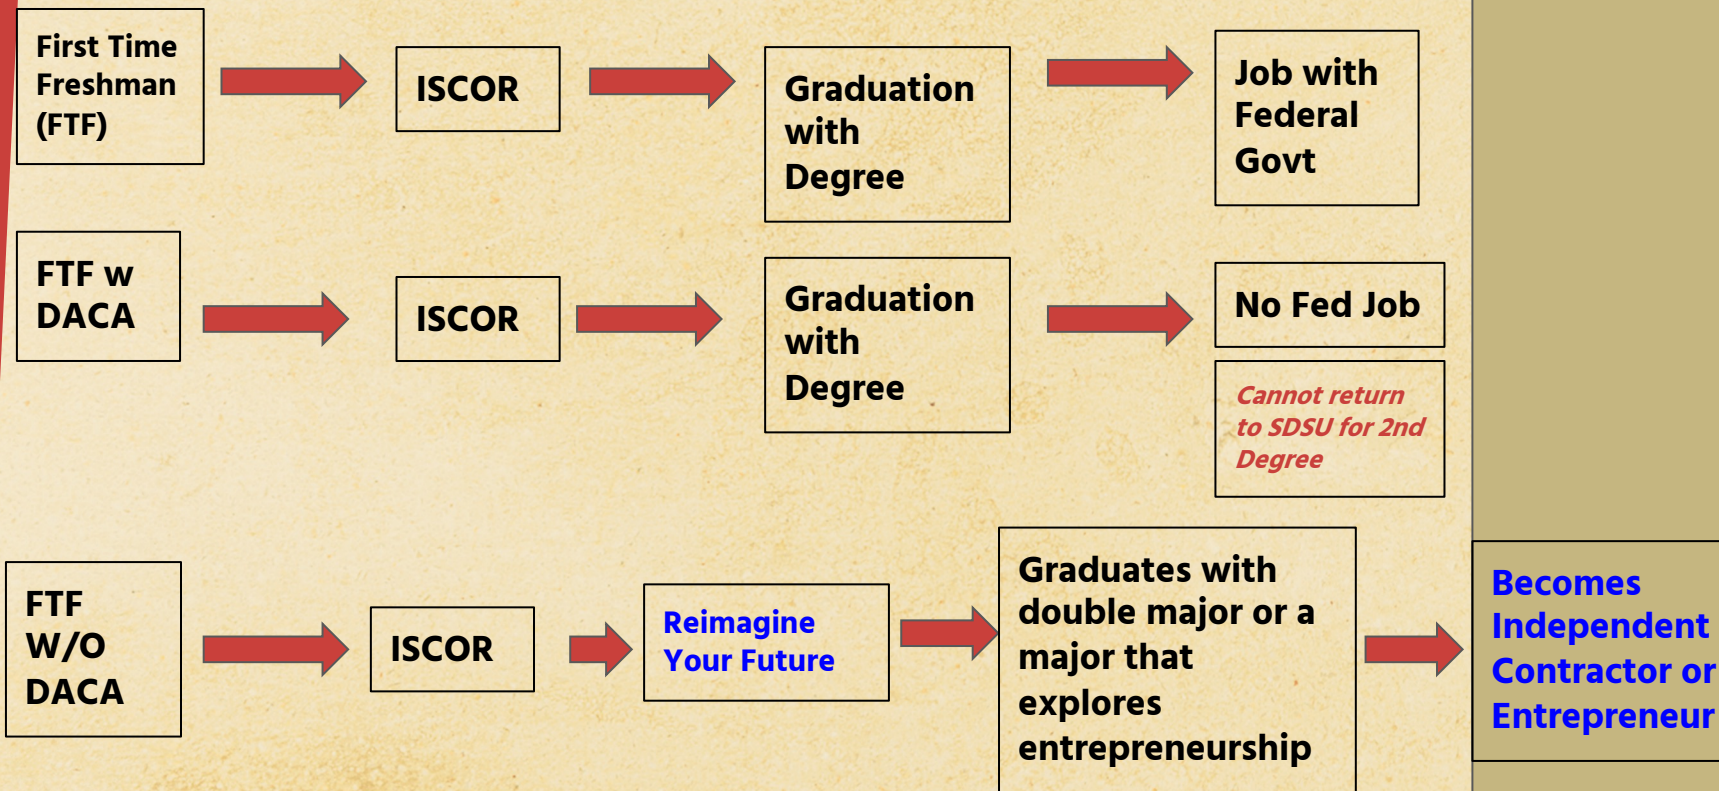 First Time
Freshman
(FTF)
ISCOR
Graduation
with
Degree
Job with
Federal
Govt
FTF w
DACA
ISCOR
Graduation
with
Degree
No Fed Job
Cannot return
to SDSU for 2nd
Degree
FTF
W/O
DACA
ISCOR
Reimagine
Your Future
Graduates with
double major or a
major that
explores
entrepreneurship
Becomes
Independent
Contractor or
Entrepreneur